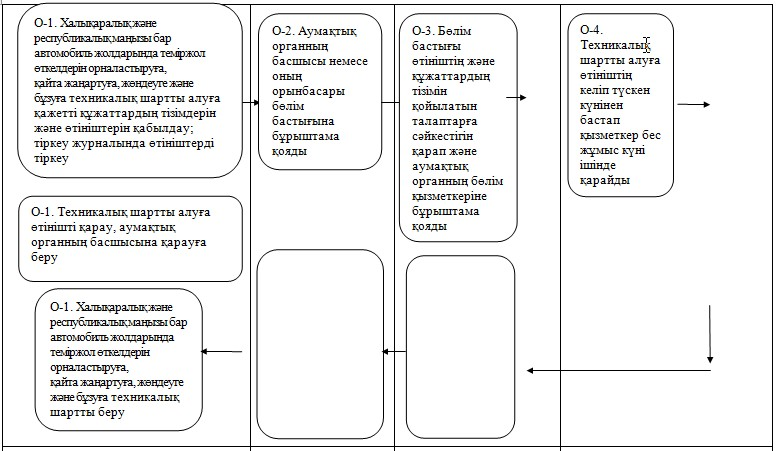 О-1. Халықаралық және
республикалық маңызы бар
автомобиль жолдарында теміржол
өткелдерін орналастыруға,
қайта жаңартуға, жөндеуге және
бұзуға техникалық шартты алуға
қажетті құжаттардың тізімдерін
және өтініштерін қабылдау;
тіркеу журналында өтініштерді
тіркеу
О-1. Техникалық шартты алуға
өтінішті қарау, аумақтық
органның басшысына қарауға
беру
О-1. Халықаралық және
республикалық маңызы бар
автомобиль жолдарында
теміржол өткелдерін
орналастыруға,
қайта жаңартуға, жөндеуге
және бұзуға техникалық
шартты беру
О-2. Аумақтық
органның
басшысы немесе
оның
орынбасары
бөлім
бастығына
бұрыштама
қояды
О-3. Бөлім
бастығы
өтініштің және
құжаттардың
тізімін
қойылатын
талаптарға
сәйкестігін
қарап және
аумақтық
органның бөлім
қызметкеріне
бұрыштама
қояды
О-4.
Техникалық
шартты алуға
өтініштің
келіп түскен
күнінен
бастап
қызметкер бес
жұмыс күні
ішінде
қарайды